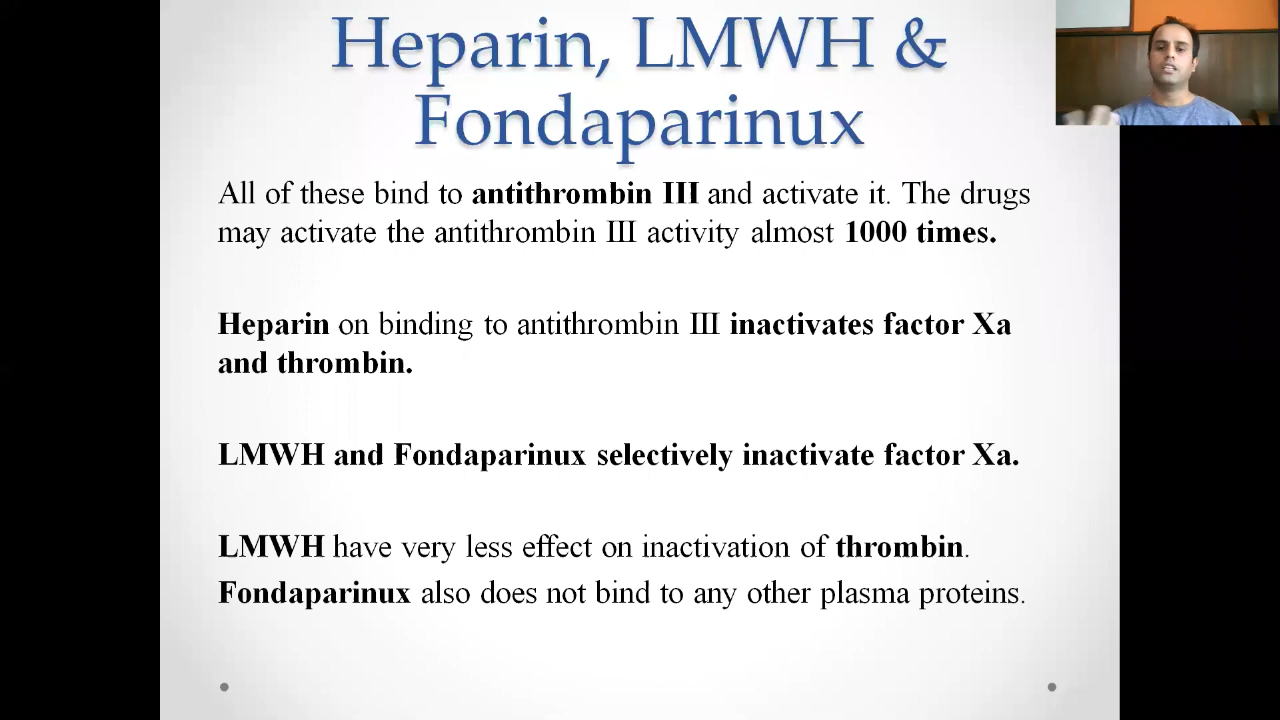 Heparin, LMWH &
Fondaparinux
All of these bind to antithrombin III and activate it. The drugs
may activate the antithrombin III activity almost 1000 times.
Heparin on binding to antithrombin III inactivates factor Xa
and thrombin.
LMWH and Fondaparinux selectively inactivate factor Xa.
LMWH have very less effect on inactivation of thrombin.
Fondaparinux also does not bind to any other plasma proteins.